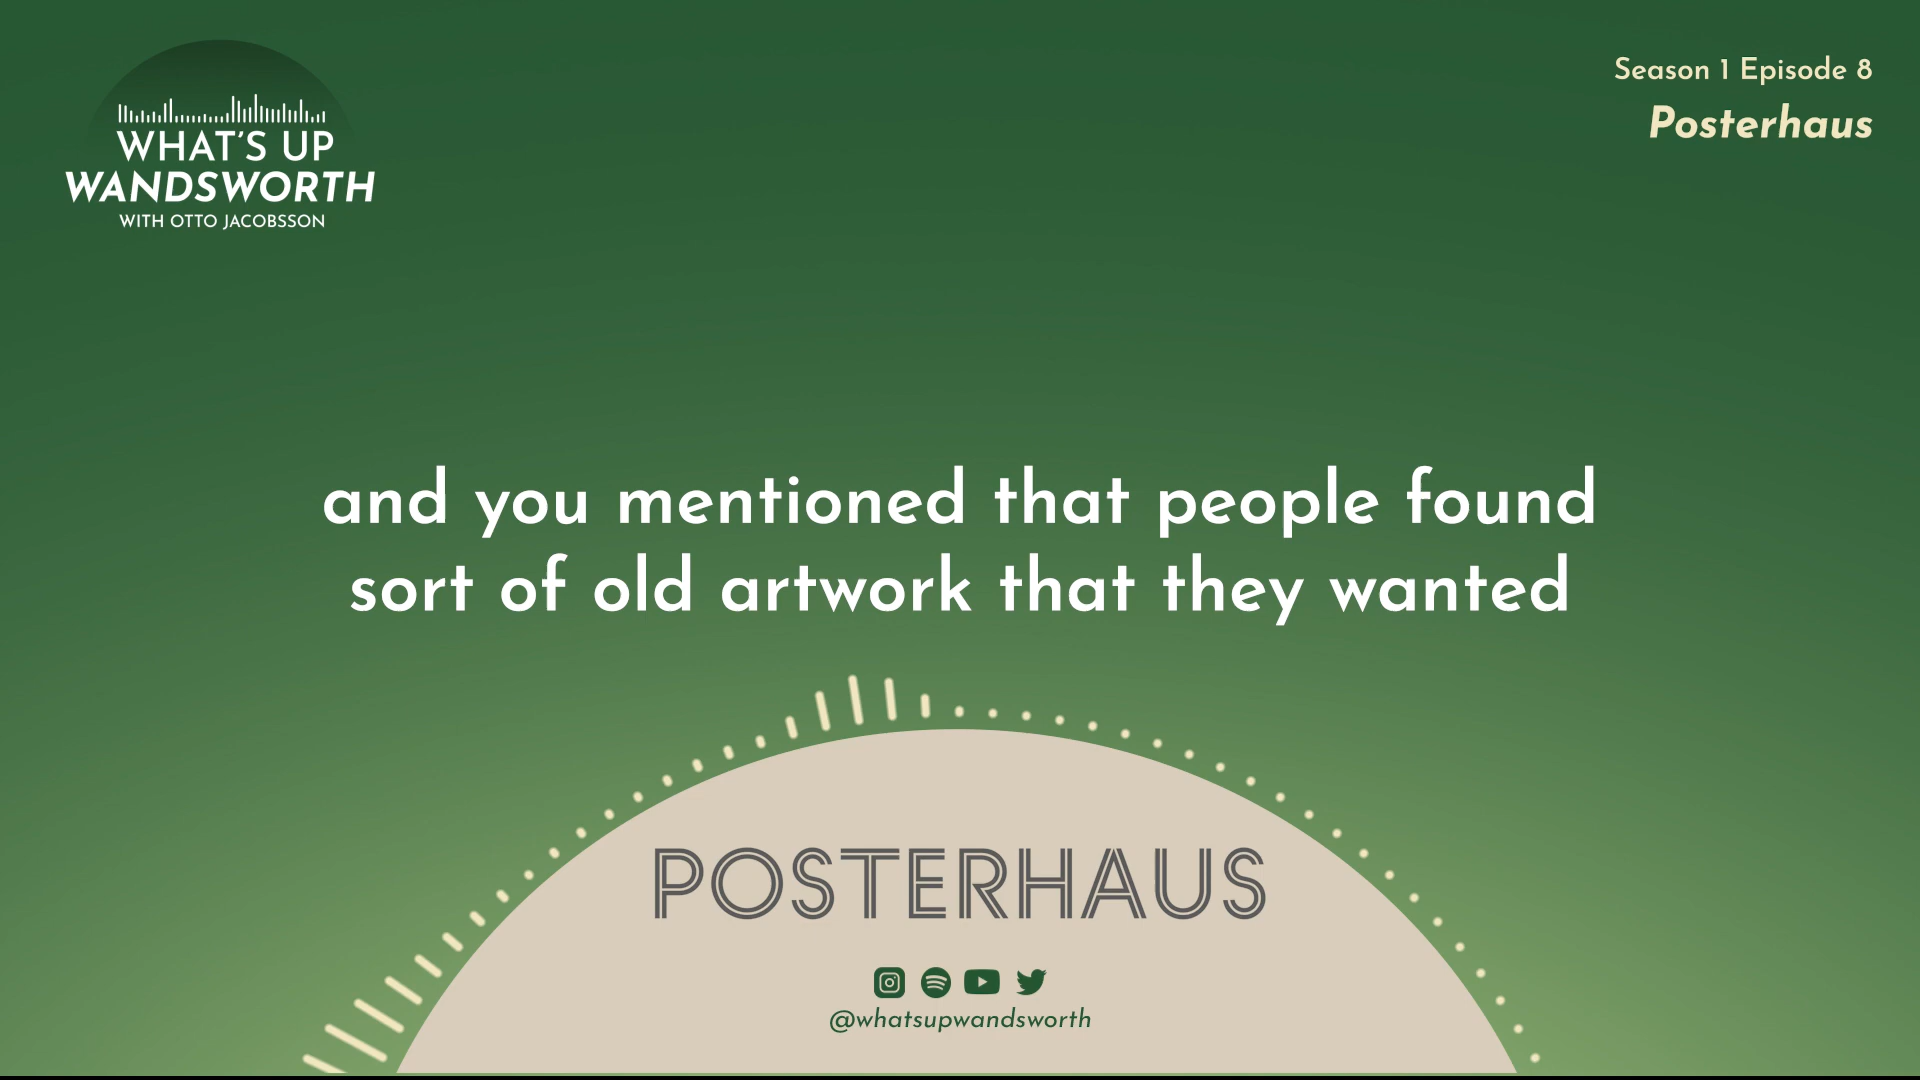 WHAT'S UP
WANDSWORTH
WITH OTTO JACOBSSON
Season 1 Episode 8
Posterhaus
and you mentioned that people found
sort of old artwork that they wanted
POSTERHAUS
@whatsupwandsworth